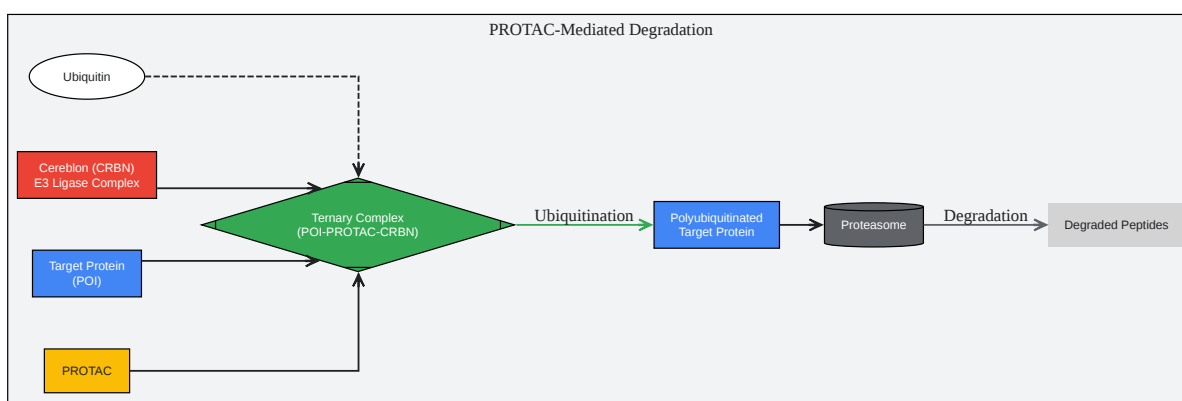 PROTAC-Mediated Degradation
Ubiquitin
Cereblon (CRBN)
E3 Ligase Complex
Target Protein
(POI)
PROTAC
Ternary Complex
(POI-PROTAC-CRBN)
Ubiquitination
Polyubiquitinated
Target Protein
Proteasome
Degradation
Degraded Peptides